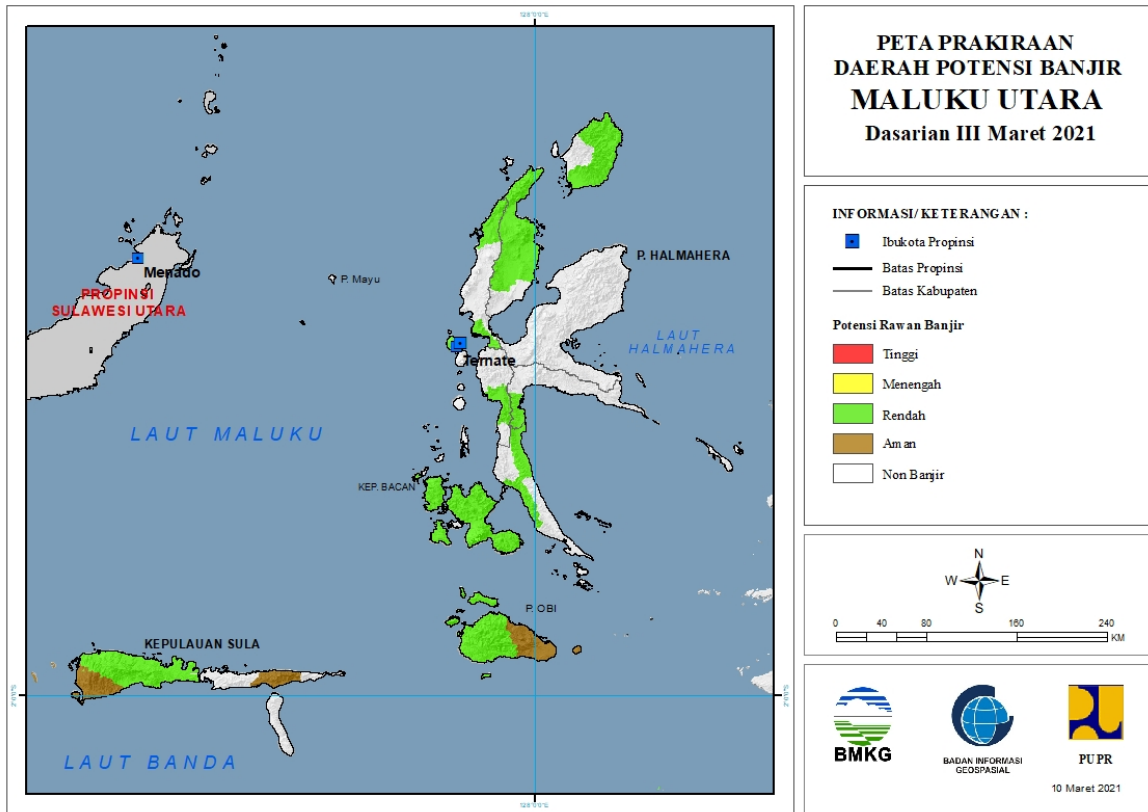 PETA PRAKIRAAN
DAERAH POTENSI BANJIR
MALUKU UTARA
Dasarian III Maret 2021
INFORMASI/ KETERANGAN :
Ibukota Propinsi
Batas Propinsi
Batas Kabupaten
Potensi Rawan Banjir
Tinggi
Menengah
Rendah
Aman
Non Banjir
N
W E
S
0 40 80 160 240
KM
BMKG
BADAN INFORMASI
GEOSPASIAL
PUPR
10 Maret 2021
Menado
PROPINSI
SULAWESI UTARA
P. Mayu
P. HALMAHERA
LAUT
HALMAHERA
Ternate
LAUT MALUKU
KEP. BACAN
P. OBI
KEPULAUAN SULA
LAUT BANDA